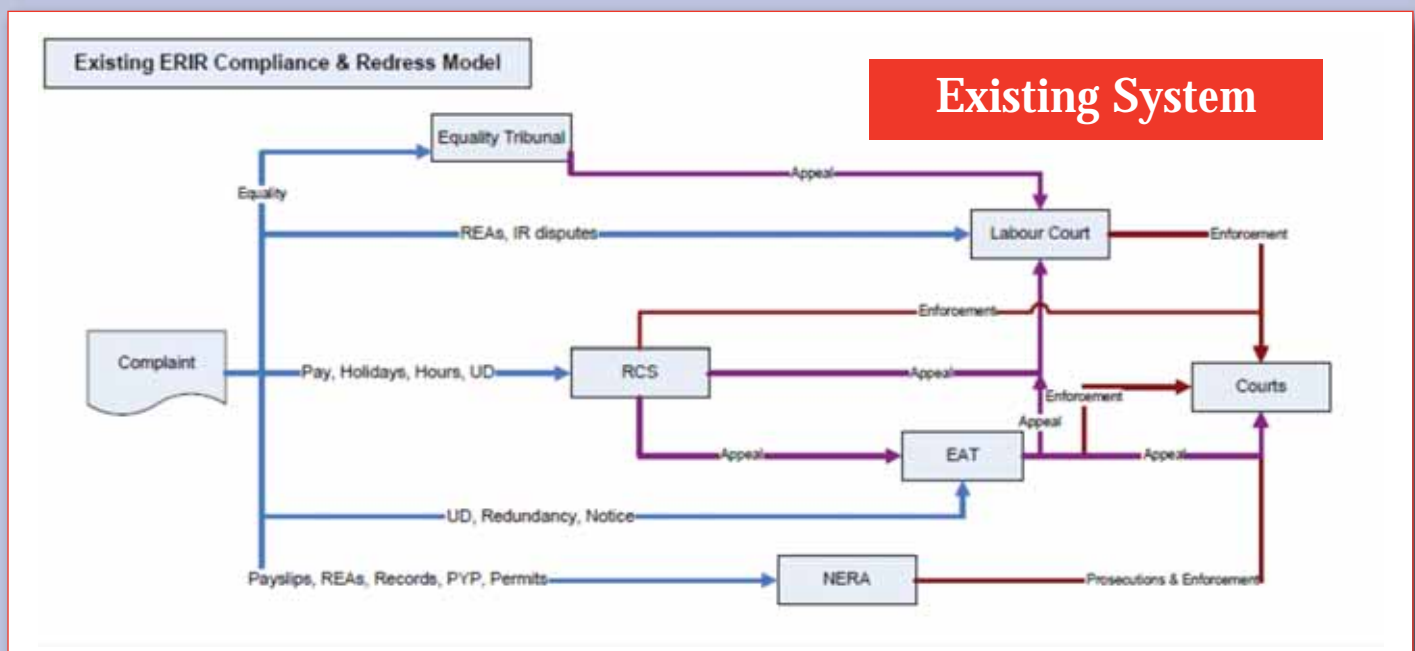 Existing ERIR Compliance & Redress Model
Existing System
Equality Tribunal
Appeal
Equality
REAs, IR disputes
Labour Court
Enforcement
Enforcement
Complaint
Pay, Holidays, Hours, UD
RCS
Appeal
Courts
Enforcement
Appeal
Appeal
EAT
Appeal
UD, Redundancy, Notice
Payslips, REAs, Records, PYP, Permits
NERA
Prosecutions & Enforcement